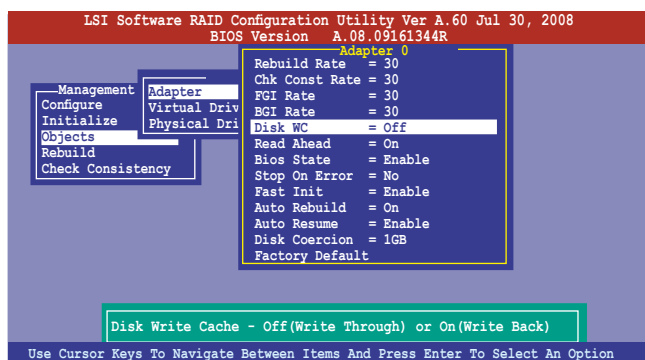 LSI Software RAID Configuration Utility Ver A.60 Jul 30, 2008
BIOS Version A.08.09161344R
Management
Configure
Initialize
Objects
Rebuild
Check Consistency
Adapter
Virtual Driv
Physical Dri
Adapter 0
Rebuild Rate = 30
Chk Const Rate = 30
FGI Rate = 30
BGI Rate = 30
Disk WC = Off
Read Ahead = On
Bios State = Enable
Stop On Error = No
Fast Init = Enable
Auto Rebuild = On
Auto Resume = Enable
Disk Coercion = 1GB
Factory Default
Disk Write Cache - Off(Write Through) or On(Write Back)
Use Cursor Keys To Navigate Between Items And Press Enter To Select An Option